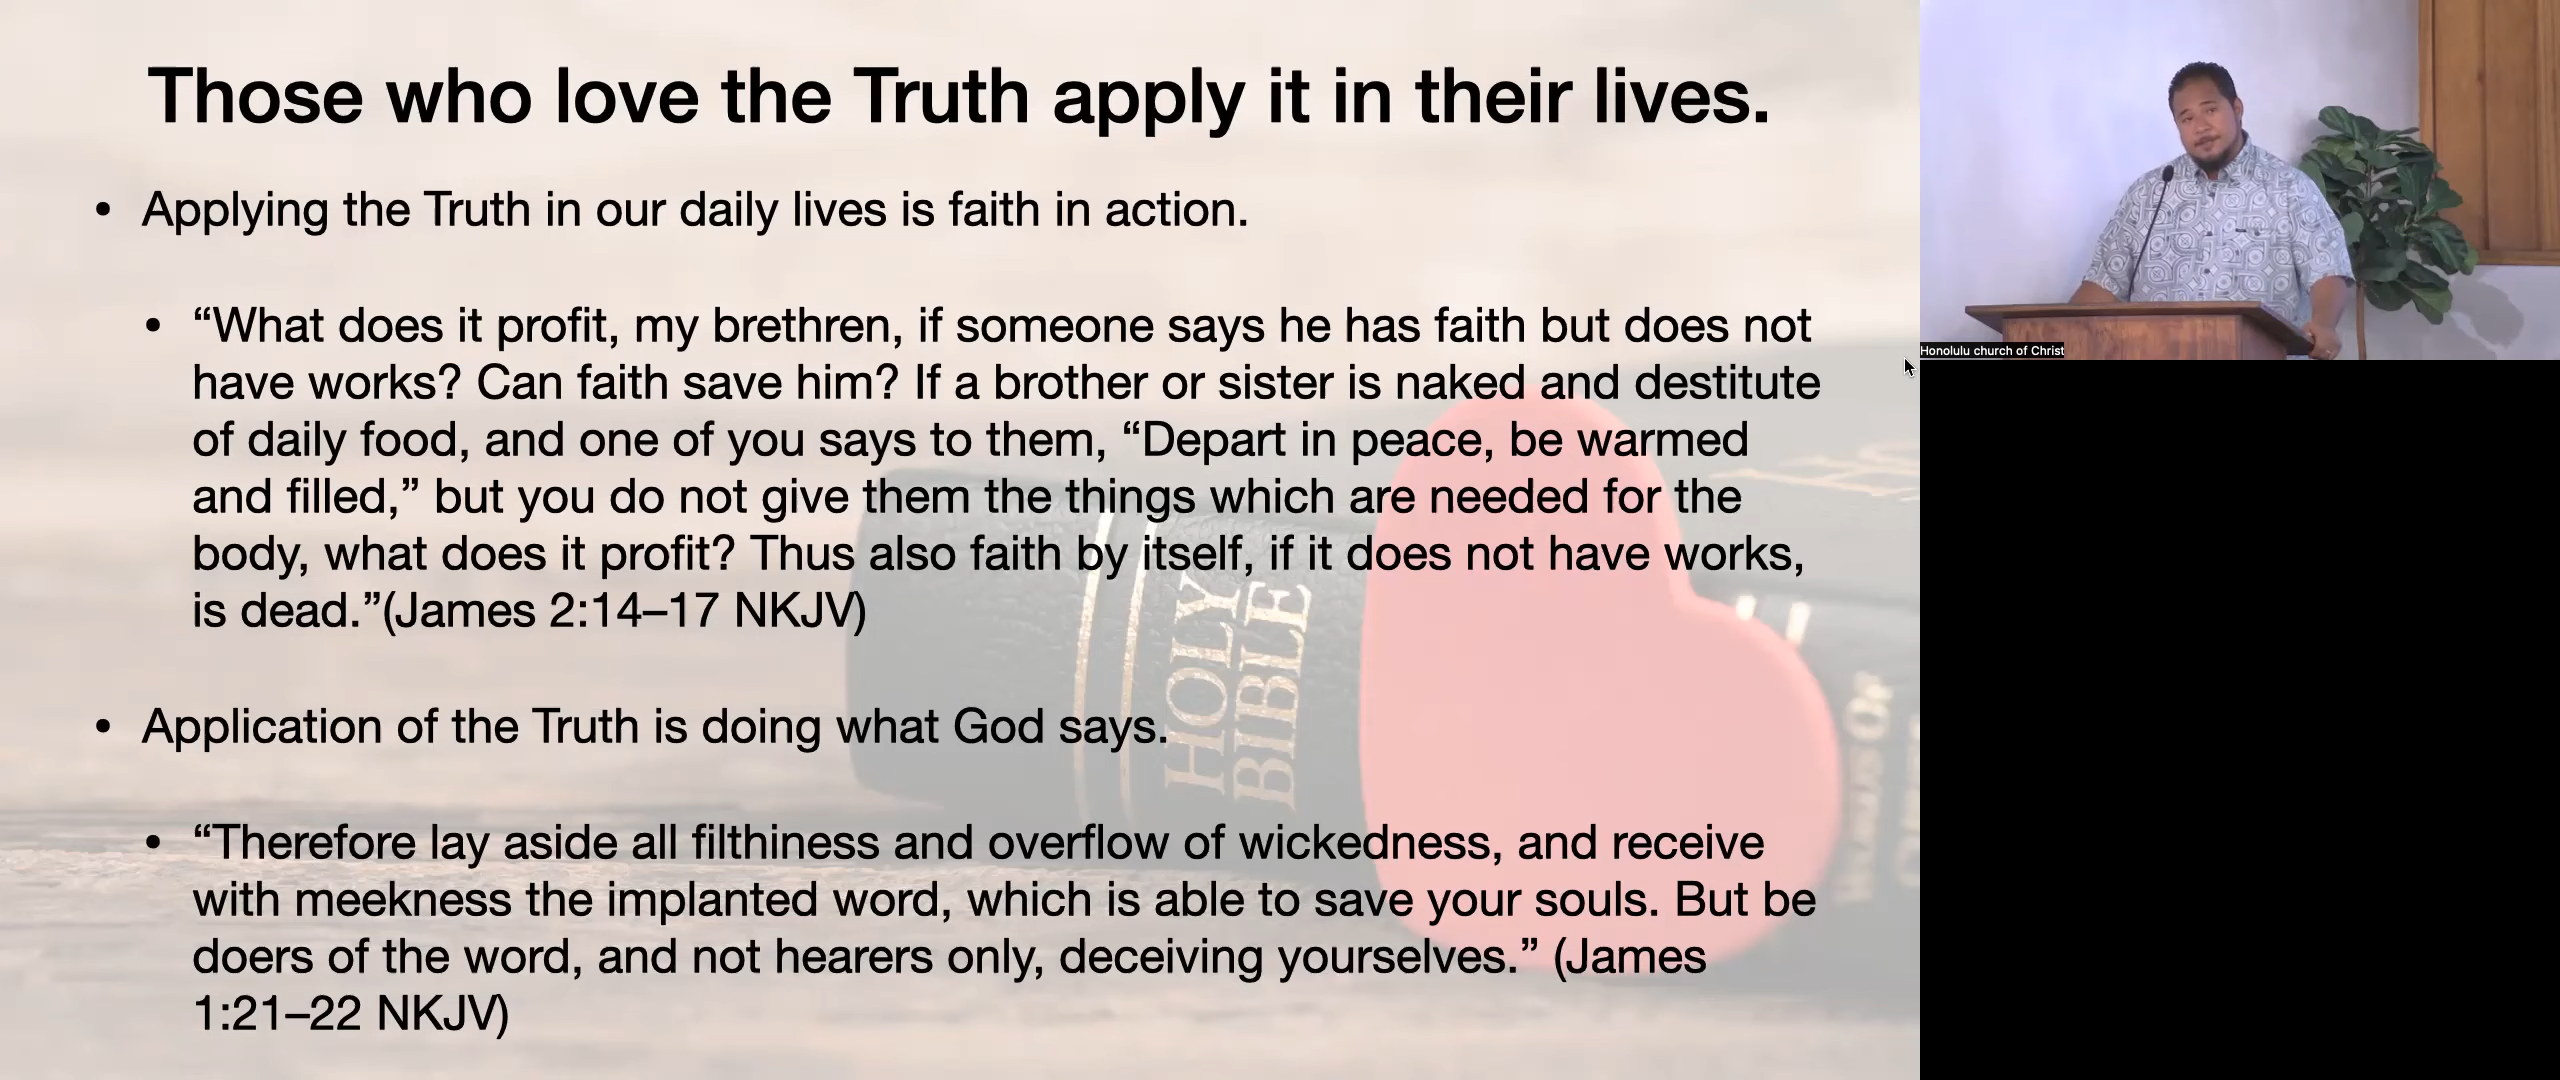 Those who love the Truth apply it in their lives.
• Applying the Truth in our daily lives is faith in action.
• “What does it profit, my brethren, if someone says he has faith but does not
have works? Can faith save him? If a brother or sister is naked and destitute
of daily food, and one of you says to them, “Depart in peace, be warmed
and filled,” but you do not give them the things which are needed for the
body, what does it profit? Thus also faith by itself, if it does not have works,
is dead.”(James 2:14–17 NKJV)
• Application of the Truth is doing what God says.
• “Therefore lay aside all filthiness and overflow of wickedness, and receive
with meekness the implanted word, which is able to save your souls. But be
doers of the word, and not hearers only, deceiving yourselves.” (James
1:21–22 NKJV)
HOLY
BIBLE
Honolulu church of Christ